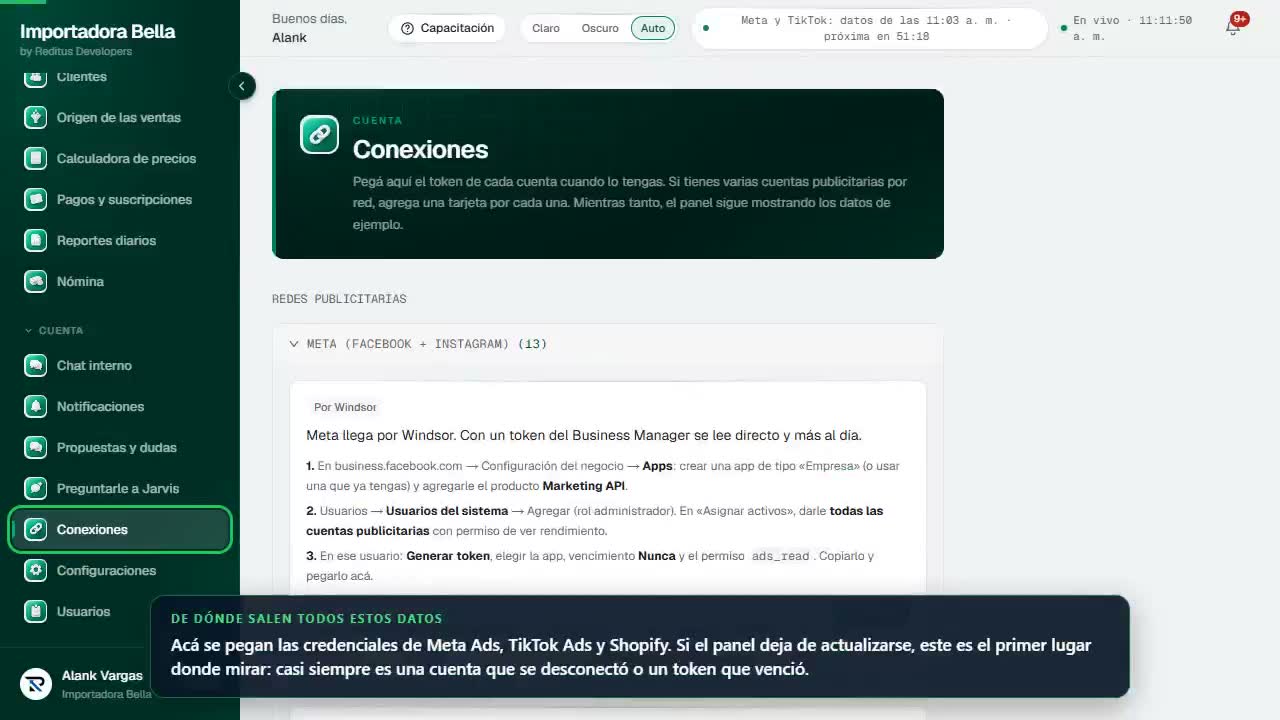 Importadora Bella
by Reditus Developers
Clientes
Origen de las ventas
Calculadora de precios
Pagos y suscripciones
Reportes diarios
Nómina
CUENTA
Chat interno
Notificaciones
Propuestas y dudas
Preguntarle a Jarvis
Conexiones
Configuraciones
Usuarios
Alank Vargas
Importadora Bella
Buenos días,
Alank
Capacitación
Claro
Oscuro
Auto
Meta y TikTok: datos de las 11:03 a. m. ·
próxima en 51:18
En vivo · 11:11:50
a. m.
9+
CUENTA
Conexiones
Pegá aquí el token de cada cuenta cuando lo tengas. Si tienes varias cuentas publicitarias por
red, agrega una tarjeta por cada una. Mientras tanto, el panel sigue mostrando los datos de
ejemplo.
REDES PUBLICITARIAS
META (FACEBOOK + INSTAGRAM) (13)
Por Windsor
Meta llega por Windsor. Con un token del Business Manager se lee directo y más al día.
1. En business.facebook.com → Configuración del negocio → Apps: crear una app de tipo «Empresa» (o usar
una que ya tengas) y agregarle el producto Marketing API.
2. Usuarios → Usuarios del sistema → Agregar (rol administrador). En «Asignar activos», darle todas las
cuentas publicitarias con permiso de ver rendimiento.
3. En ese usuario: Generar token, elegir la app, vencimiento Nunca y el permiso ads_read . Copiarlo y
pegarlo acá.
DE DÓNDE SALEN TODOS ESTOS DATOS
Acá se pegan las credenciales de Meta Ads, TikTok Ads y Shopify. Si el panel deja de actualizarse, este es el primer lugar
donde mirar: casi siempre es una cuenta que se desconectó o un token que venció.